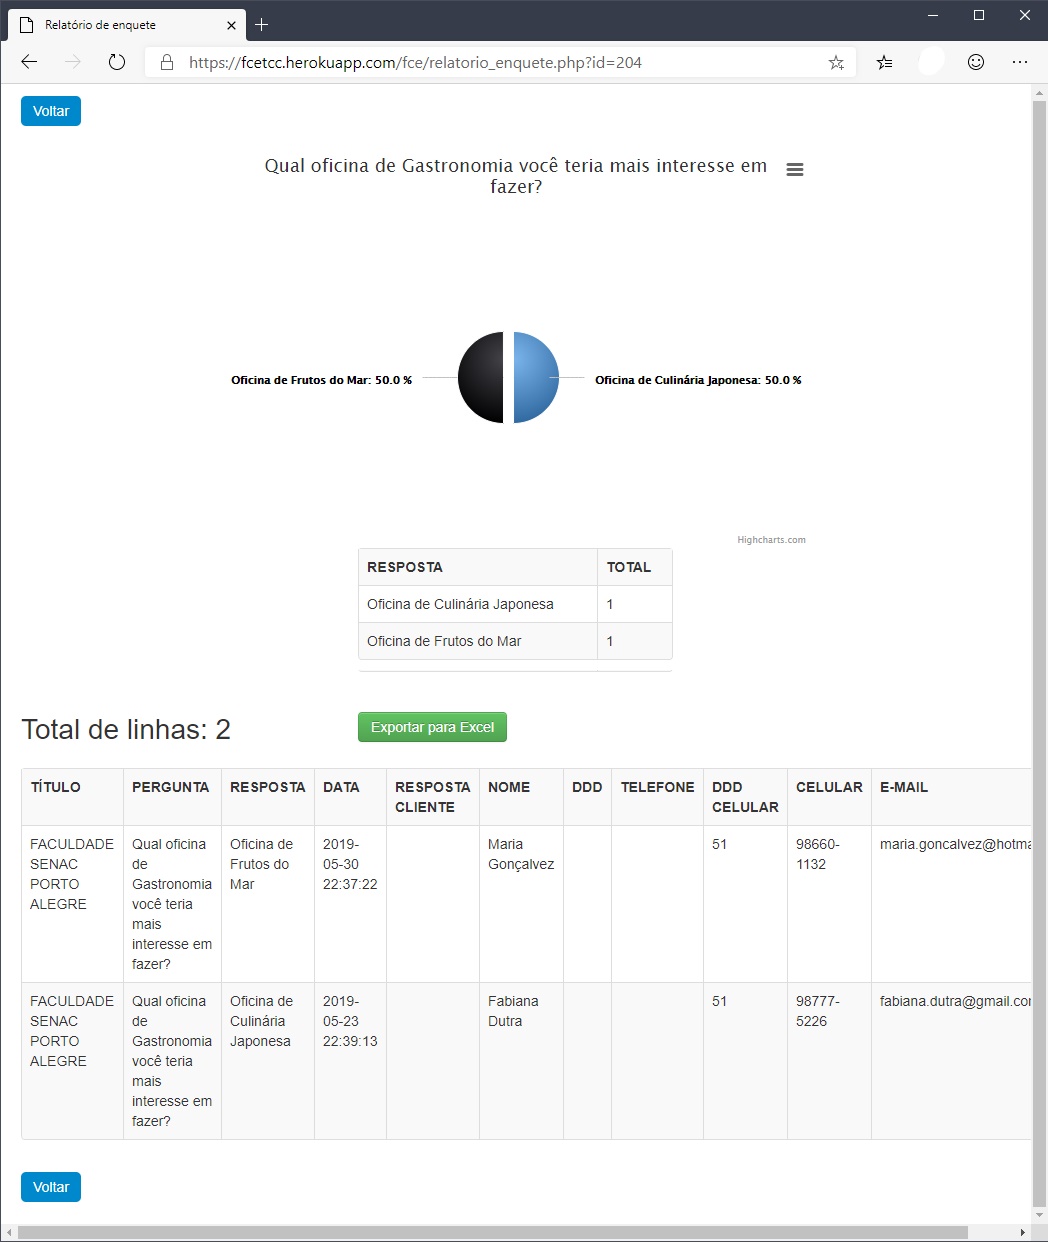 Relatório de enquete
https://fcetcc.herokuapp.com/fce/relatorio_enquete.php?id=204
Voltar
Qual oficina de Gastronomia você teria mais interesse em
fazer?
Oficina de Frutos do Mar: 50.0 %
Oficina de Culinária Japonesa: 50.0 %
Highcharts.com
RESPOSTA TOTAL
Oficina de Culinária Japonesa 1
Oficina de Frutos do Mar 1
Total de linhas: 2
Exportar para Excel
TÍTULO PERGUNTA RESPOSTA DATA RESPOSTA NOME DDD TELEFONE DDD CELULAR E-MAIL
CLIENTE CELULAR
FACULDADE Qual oficina Oficina de 2019- Maria 51 98660- maria.goncalvez@hotma
SENAC de Frutos do 05-30 Gonçalvez 1132
PORTO Gastronomia Mar 22:37:22
ALEGRE você teria
mais
interesse em
fazer?
FACULDADE Qual oficina Oficina de 2019- Fabiana 51 98777- fabiana.dutra@gmail.co
SENAC de Culinária 05-23 Dutra 5226
PORTO Gastronomia Japonesa 22:39:13
ALEGRE você teria
mais
interesse em
fazer?
Voltar